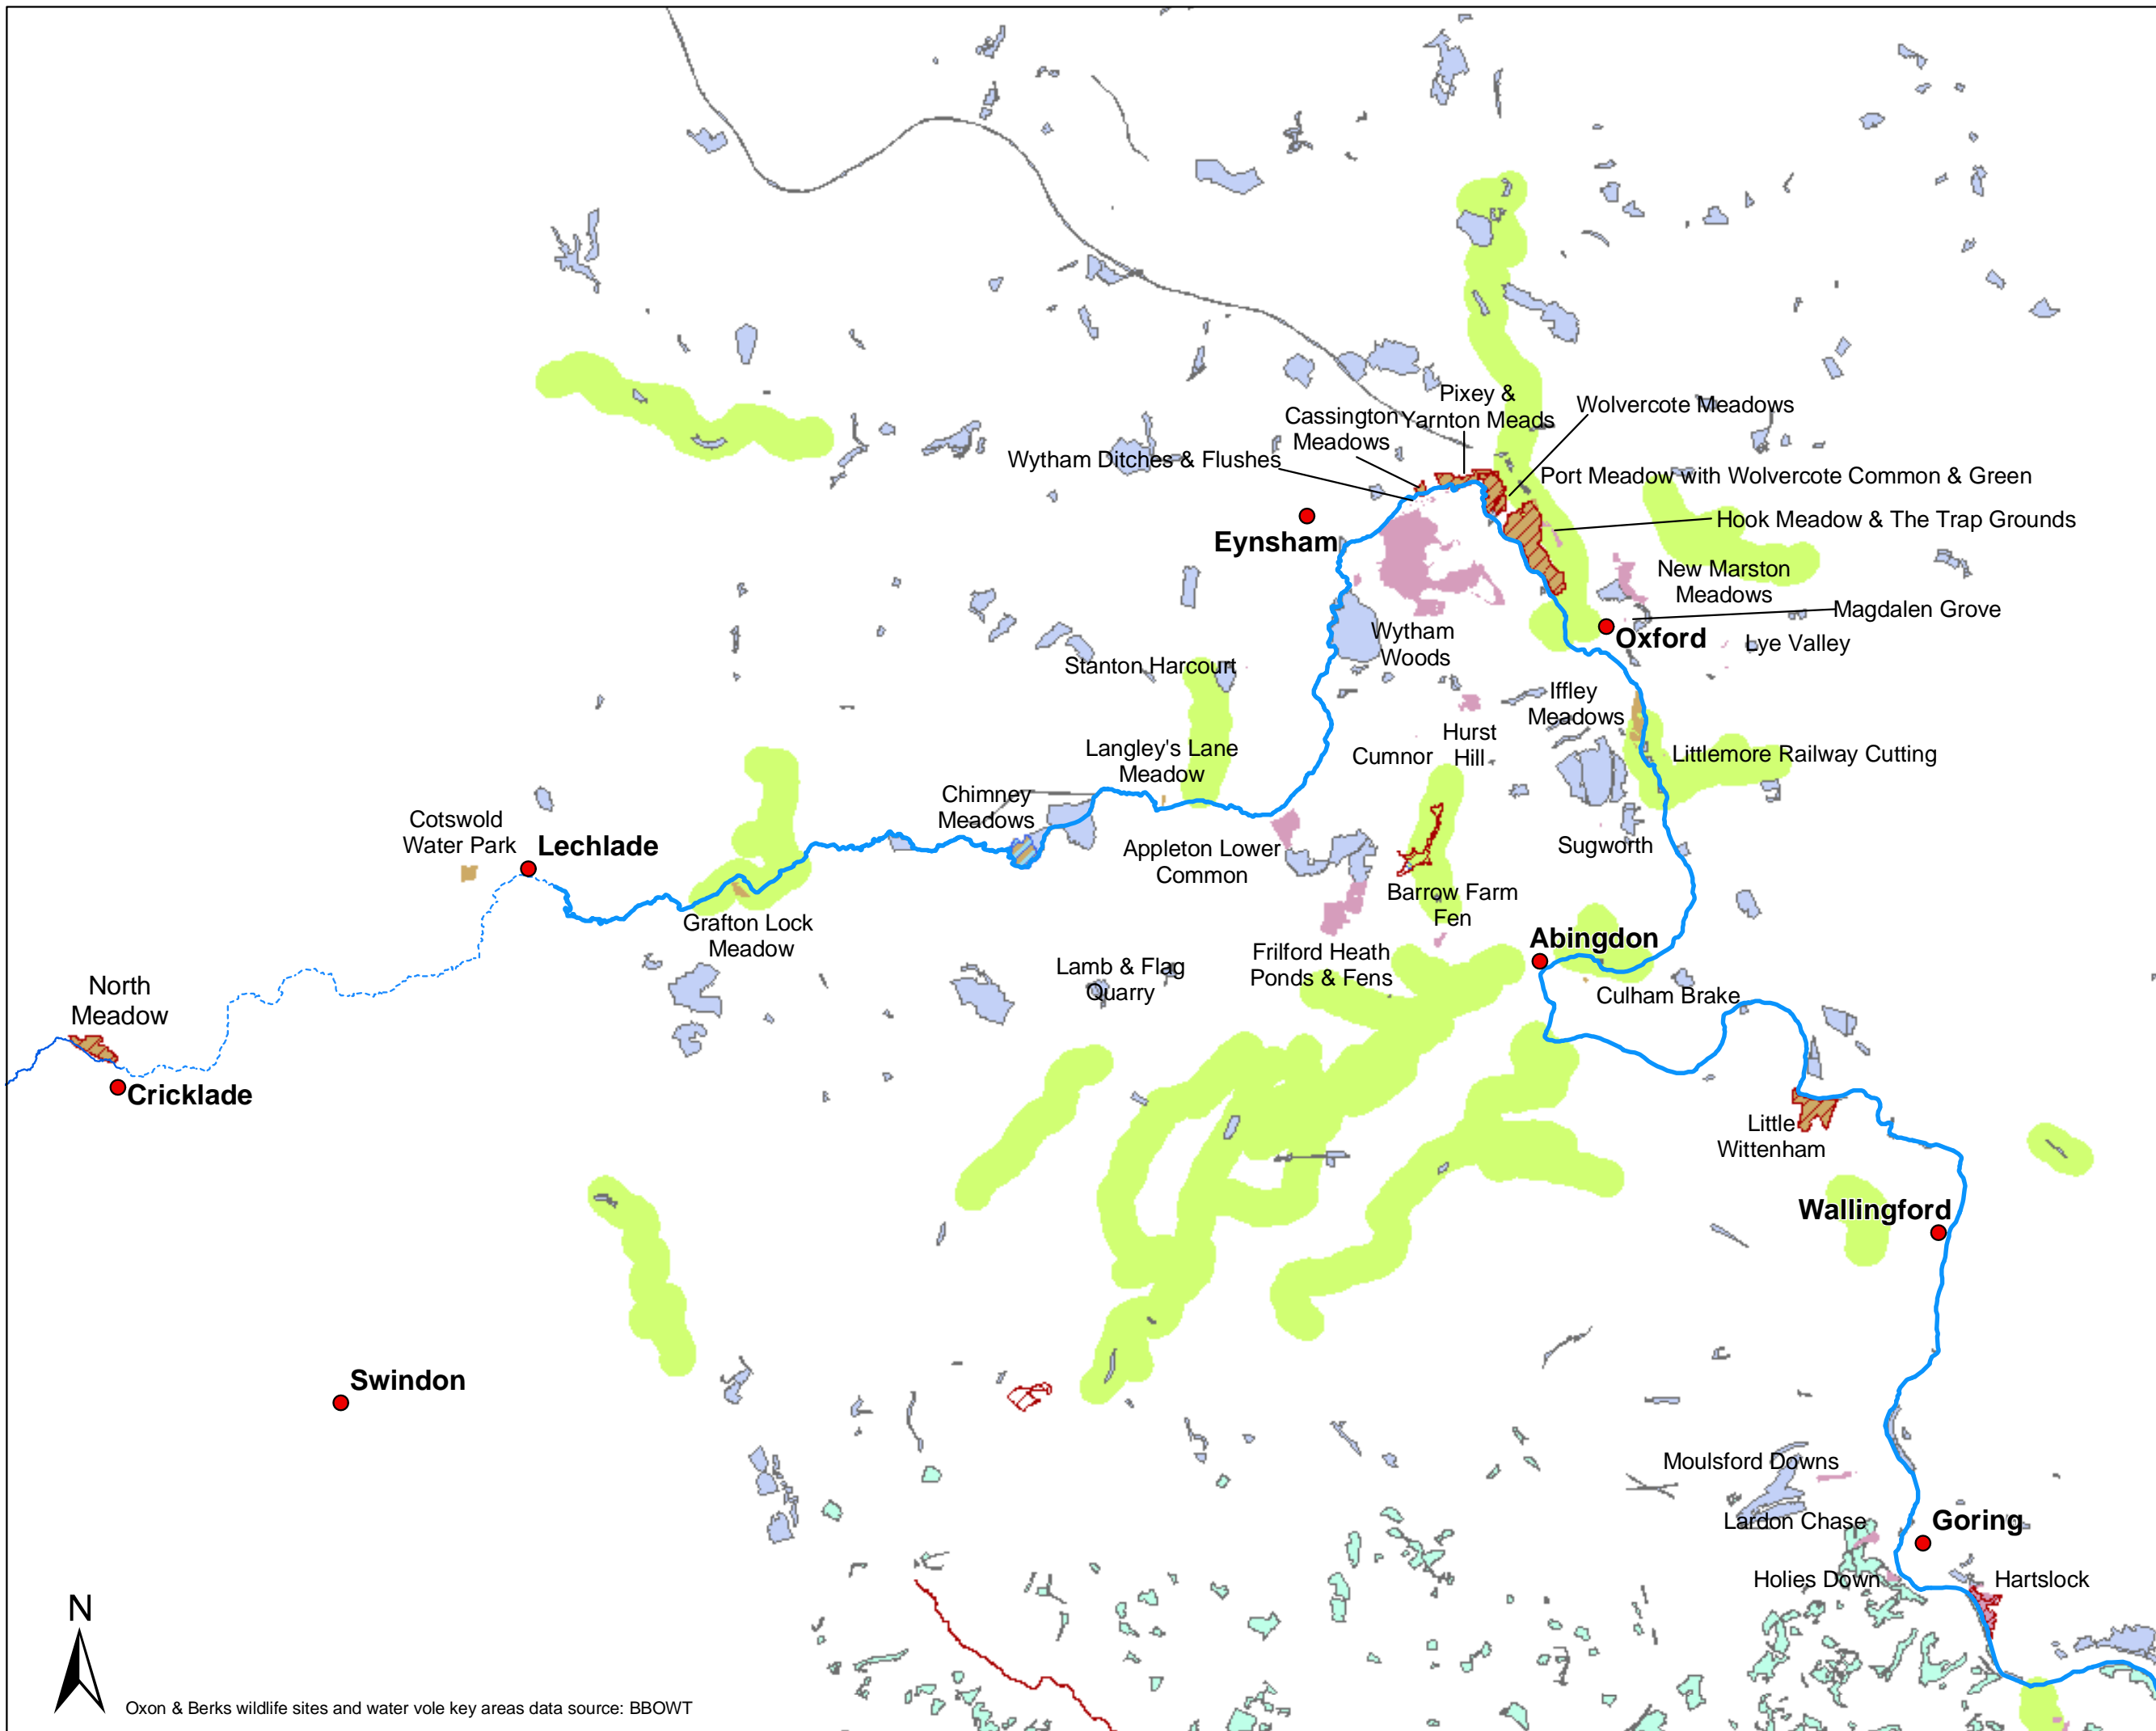 Pixey &
Yarnton Meads
Wolvercote Meadows
Cassington
Meadows
Wytham Ditches & Flushes
Port Meadow with Wolvercote Common & Green
Hook Meadow & The Trap Grounds
Eynsham
New Marston
Meadows
Magdalen Grove
Oxford
Lye Valley
Wytham
Woods
Stanton Harcourt
Iffley
Meadows
Hurst
Hill
Cumnor
Langley's Lane
Meadow
Littlemore Railway Cutting
Chimney
Meadows
Cotswold
Water Park
Lechlade
Appleton Lower
Common
Sugworth
Barrow Farm
Fen
Grafton Lock
Meadow
Abingdon
Frilford Heath
Ponds & Fens
Lamb & Flag
Quarry
Culham Brake
North
Meadow
Cricklade
Little
Wittenham
Wallingford
Swindon
Moulsford Downs
Lardon Chase
Goring
Holies Down
Hartslock
N
Oxon & Berks wildlife sites and water vole key areas data source: BBOWT